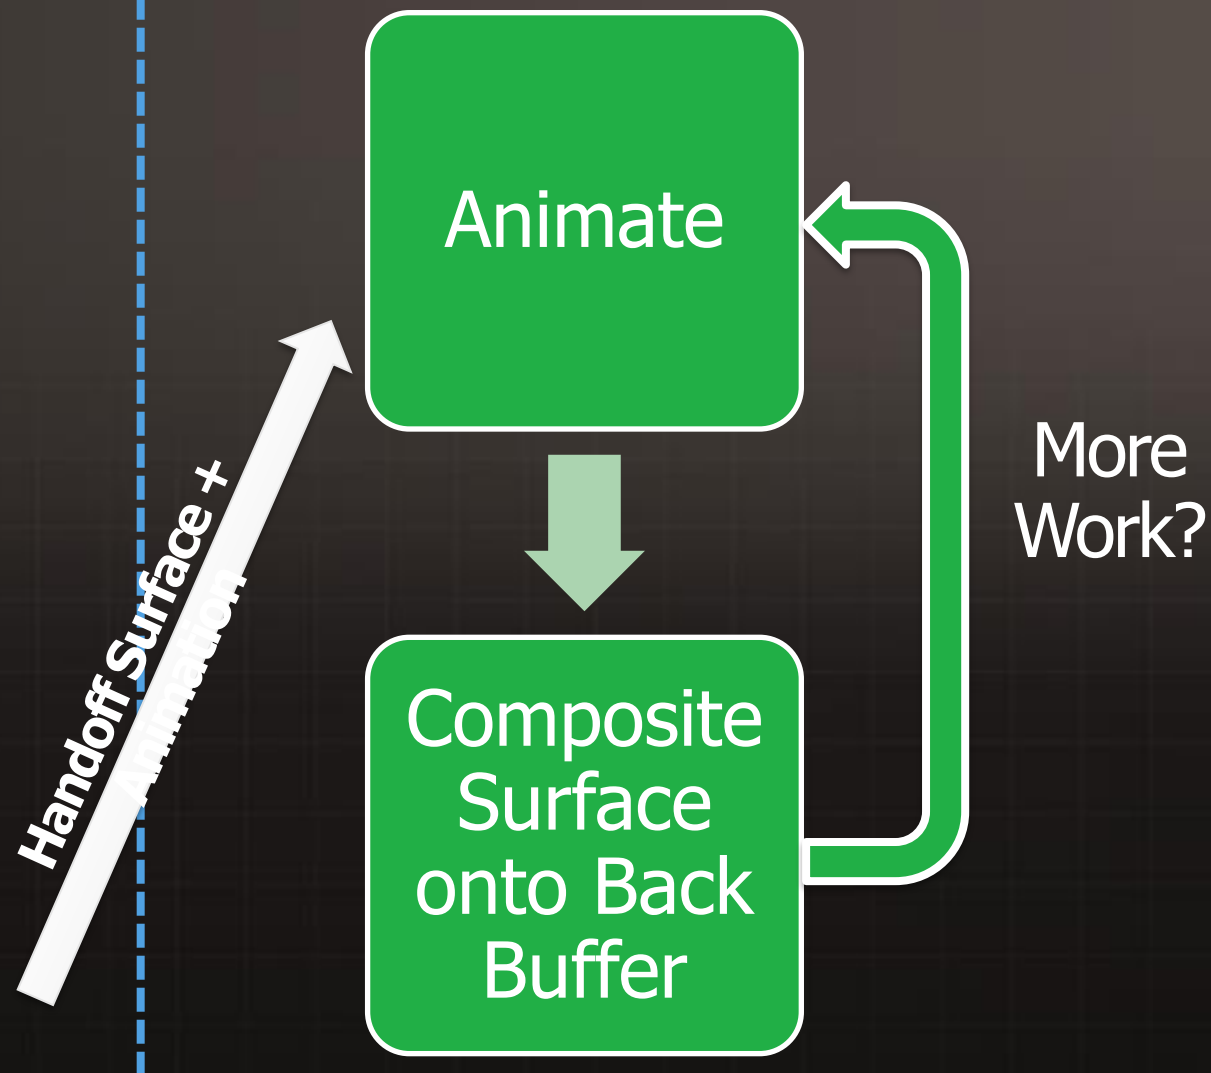 Animate
More
Work?
Handoff Surface +
Animation
Composite
Surface
onto Back
Buffer